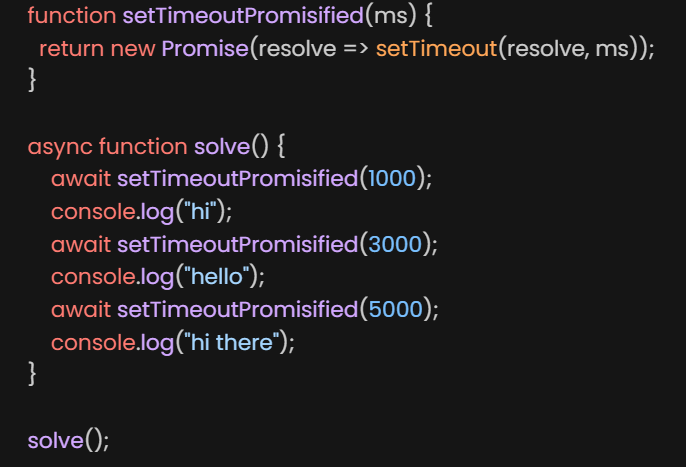 function setTimeoutPromisified(ms) {
  return new Promise(resolve => setTimeout(resolve, ms));
}

async function solve() {
    await setTimeoutPromisified(1000);
    console.log("hi");
    await setTimeoutPromisified(3000);
    console.log("hello");
    await setTimeoutPromisified(5000);
    console.log("hi there");
}

solve();